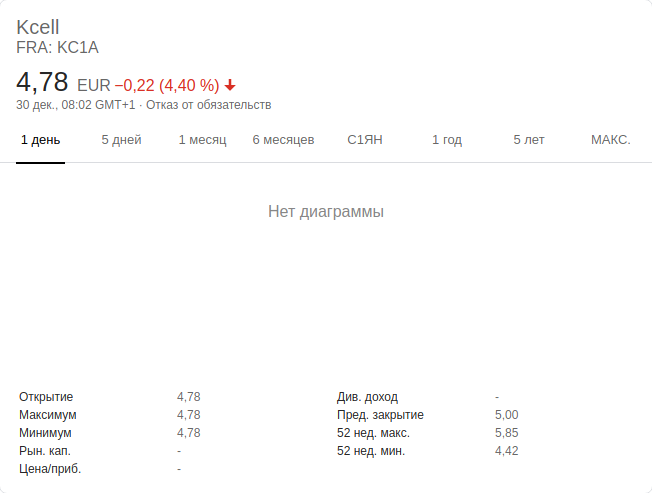 Kcell
FRA: KC1A
4,78 EUR −0,22 (4,40 %)
30 дек., 08:02 GMT+1 · Отказ от обязательств
1 день 5 дней 1 месяц 6 месяцев С1ЯН 1 год 5 лет МАКС.
Нет диаграммы
Открытие 4,78 Див. доход -
Максимум 4,78 Пред. закрытие 5,00
Минимум 4,78 52 нед. макс. 5,85
Рын. кап. - 52 нед. мин. 4,42
Цена/приб. -